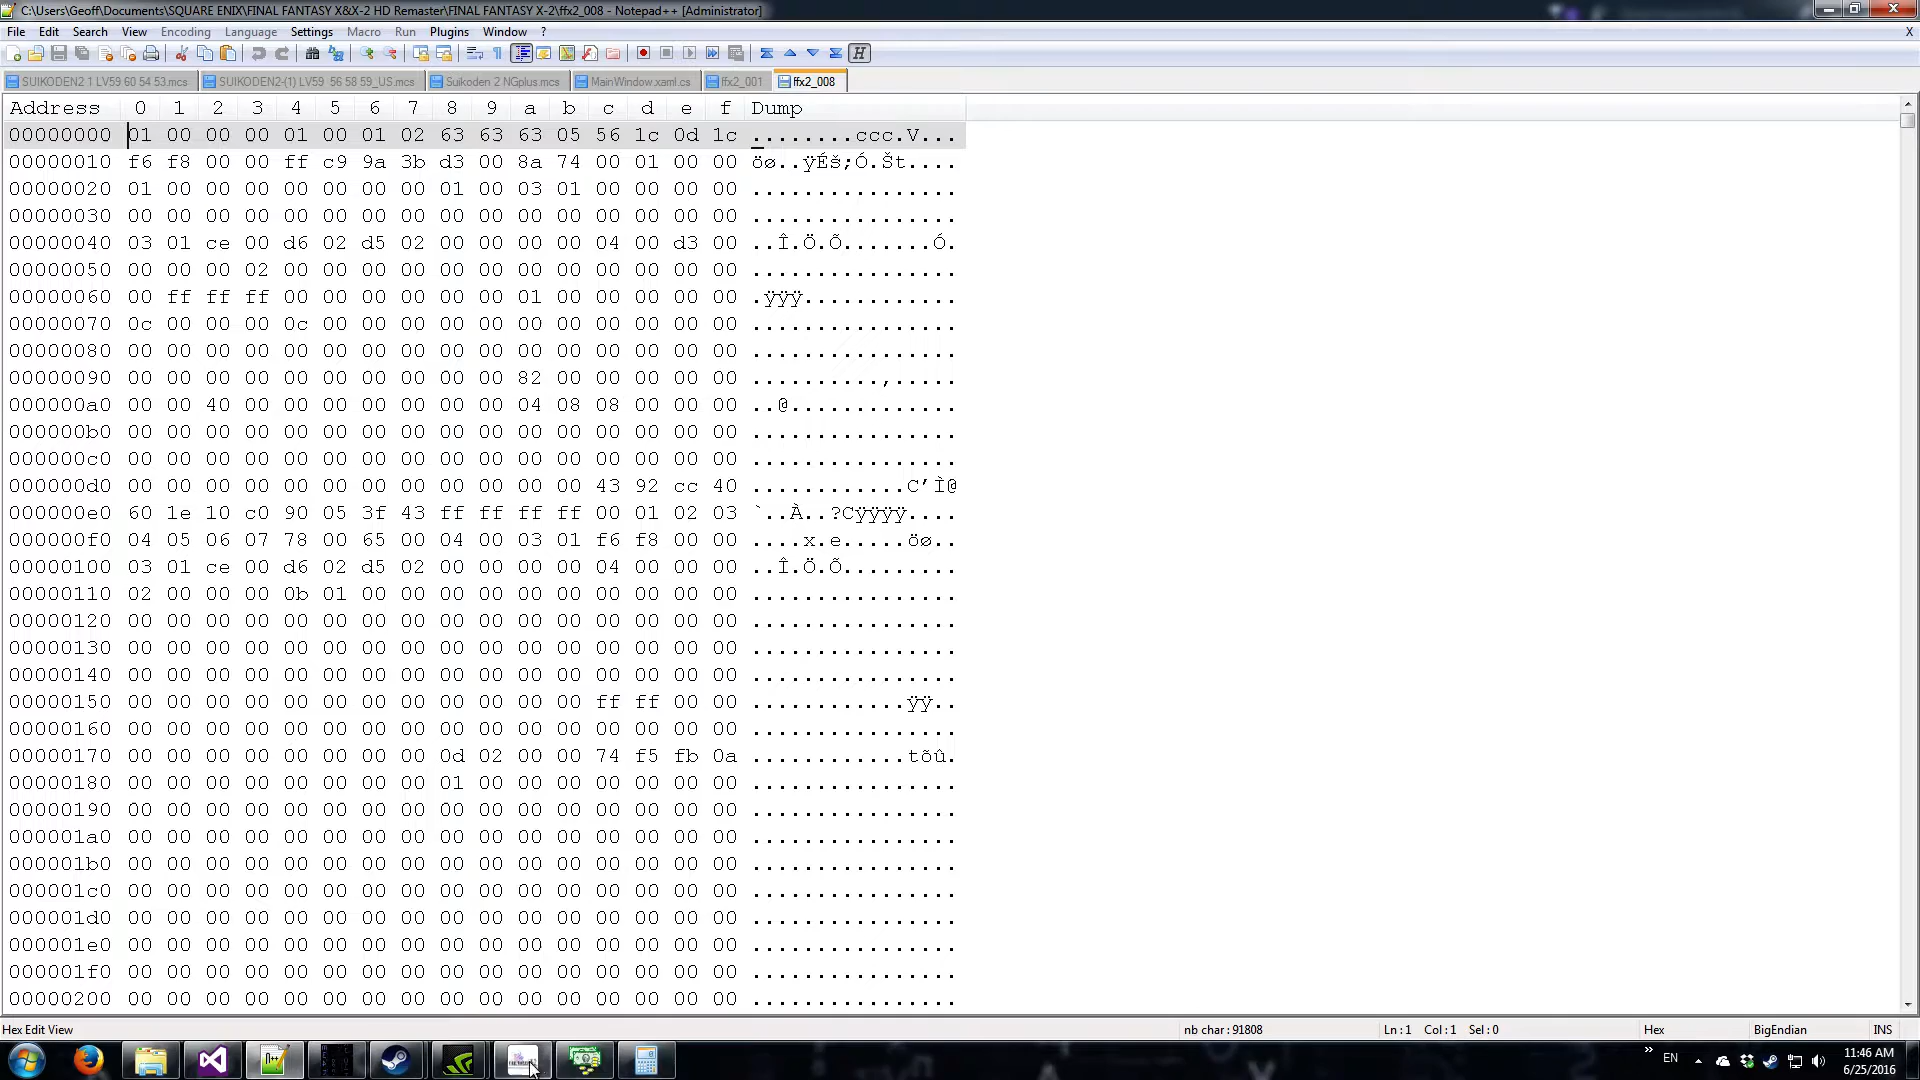 C:\Users\Geoff\Documents\SQUARE ENIX\FINAL FANTASY X&X-2 HD Remaster\FINAL FANTASY X-2\ffx2_008 - Notepad++ [Administrator]
File Edit Search View Encoding Language Settings Macro Run Plugins Window ? X
SUIKODEN2 1 LV59 60 54 53.mcs SUIKODEN2-(1) LV59 56 58 59_US.mcs Suikoden 2 NGplus.mcs MainWindow.xaml.cs ffx2_001 ffx2_008
Address 0 1 2 3 4 5 6 7 8 9 a b c d e f Dump
00000000 01 00 00 00 01 00 01 02 63 63 63 05 56 1c 0d 1c ........ccc.V...
00000010 f6 f8 00 00 ff c9 9a 3b d3 00 8a 74 00 01 00 00 öø..ÿÉš;Ó.Št....
00000020 01 00 00 00 00 00 00 00 01 00 03 01 00 00 00 00 ................
00000030 00 00 00 00 00 00 00 00 00 00 00 00 00 00 00 00 ................
00000040 03 01 ce 00 d6 02 d5 02 00 00 00 00 04 00 d3 00 ..Î.Ö.Õ.......Ó.
00000050 00 00 00 02 00 00 00 00 00 00 00 00 00 00 00 00 ................
00000060 00 ff ff ff 00 00 00 00 00 00 01 00 00 00 00 00 .ÿÿÿ............
00000070 0c 00 00 00 0c 00 00 00 00 00 00 00 00 00 00 00 ................
00000080 00 00 00 00 00 00 00 00 00 00 00 00 00 00 00 00 ................
00000090 00 00 00 00 00 00 00 00 00 00 82 00 00 00 00 00 ..........‚.....
000000a0 00 00 40 00 00 00 00 00 00 00 04 08 08 00 00 00 ..@.............
000000b0 00 00 00 00 00 00 00 00 00 00 00 00 00 00 00 00 ................
000000c0 00 00 00 00 00 00 00 00 00 00 00 00 00 00 00 00 ................
000000d0 00 00 00 00 00 00 00 00 00 00 00 00 43 92 cc 40 ............C’Ì@
000000e0 60 1e 10 c0 90 05 3f 43 ff ff ff ff 00 01 02 03 `..À..?Cÿÿÿÿ....
000000f0 04 05 06 07 78 00 65 00 04 00 03 01 f6 f8 00 00 ....x.e.....öø..
00000100 03 01 ce 00 d6 02 d5 02 00 00 00 00 04 00 00 00 ..Î.Ö.Õ.........
00000110 02 00 00 00 0b 01 00 00 00 00 00 00 00 00 00 00 ................
00000120 00 00 00 00 00 00 00 00 00 00 00 00 00 00 00 00 ................
00000130 00 00 00 00 00 00 00 00 00 00 00 00 00 00 00 00 ................
00000140 00 00 00 00 00 00 00 00 00 00 00 00 00 00 00 00 ................
00000150 00 00 00 00 00 00 00 00 00 00 00 00 ff ff 00 00 ............ÿÿ..
00000160 00 00 00 00 00 00 00 00 00 00 00 00 00 00 00 00 ................
00000170 00 00 00 00 00 00 00 00 0d 02 00 00 74 f5 fb 0a ............tõû.
00000180 00 00 00 00 00 00 00 00 01 00 00 00 00 00 00 00 ................
00000190 00 00 00 00 00 00 00 00 00 00 00 00 00 00 00 00 ................
000001a0 00 00 00 00 00 00 00 00 00 00 00 00 00 00 00 00 ................
000001b0 00 00 00 00 00 00 00 00 00 00 00 00 00 00 00 00 ................
000001c0 00 00 00 00 00 00 00 00 00 00 00 00 00 00 00 00 ................
000001d0 00 00 00 00 00 00 00 00 00 00 00 00 00 00 00 00 ................
000001e0 00 00 00 00 00 00 00 00 00 00 00 00 00 00 00 00 ................
000001f0 00 00 00 00 00 00 00 00 00 00 00 00 00 00 00 00 ................
00000200 00 00 00 00 00 00 00 00 00 00 00 00 00 00 00 00 ................
Hex Edit View nb char : 91808 Ln : 1 Col : 1 Sel : 0 Hex BigEndian INS
EN 11:46 AM
6/25/2016